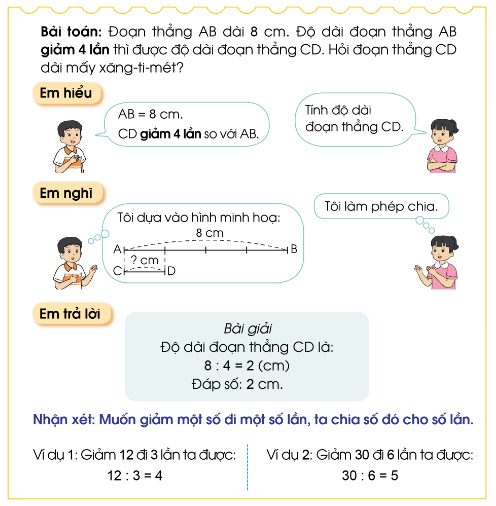 Bài toán: Đoạn thẳng AB dài 8 cm. Độ dài đoạn thẳng AB
giảm 4 lần thì được độ dài đoạn thẳng CD. Hỏi đoạn thẳng CD
dài mấy xăng-ti-mét?
Em hiểu
AB = 8 cm.
CD giảm 4 lần so với AB.
Tính độ dài
đoạn thẳng CD.
Em nghĩ
Tôi dựa vào hình minh hoạ:
8 cm
A B
? cm
C D
Tôi làm phép chia.
Em trả lời
Bài giải
Độ dài đoạn thẳng CD là:
8 : 4 = 2 (cm)
Đáp số: 2 cm.
Nhận xét: Muốn giảm một số đi một số lần, ta chia số đó cho số lần.
Ví dụ 1: Giảm 12 đi 3 lần ta được:
12 : 3 = 4
Ví dụ 2: Giảm 30 đi 6 lần ta được:
30 : 6 = 5